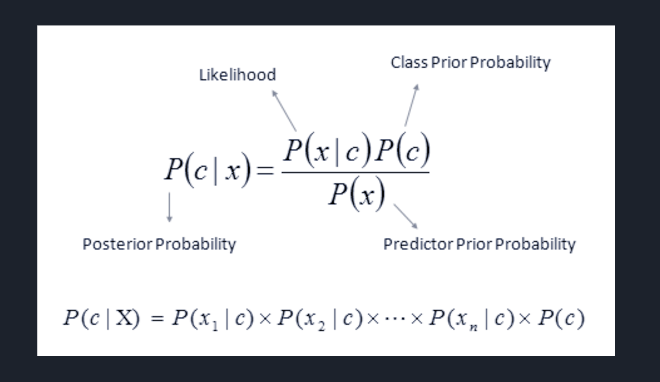 Likelihood
Class Prior Probability
P(c|x)=P(x|c)P(c)
P(x)
Posterior Probability
Predictor Prior Probability
P(c|X) = P(x₁|c)×P(x₂|c)×⋯×P(xₙ|c)×P(c)